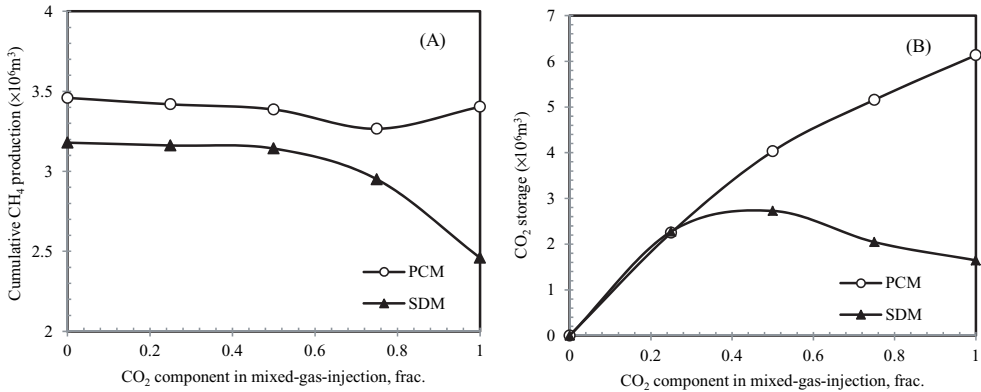 (A)
Cumulative CH4 production (×10⁶m³)
4
3.5
3
2.5
2
PCM
SDM
0
0.2
0.4
0.6
0.8
1
CO2 component in mixed-gas-injection, frac.
(B)
CO2 storage (×10⁶m³)
7
6
5
4
3
2
1
0
PCM
SDM
0
0.2
0.4
0.6
0.8
1
CO2 component in mixed-gas-injection, frac.